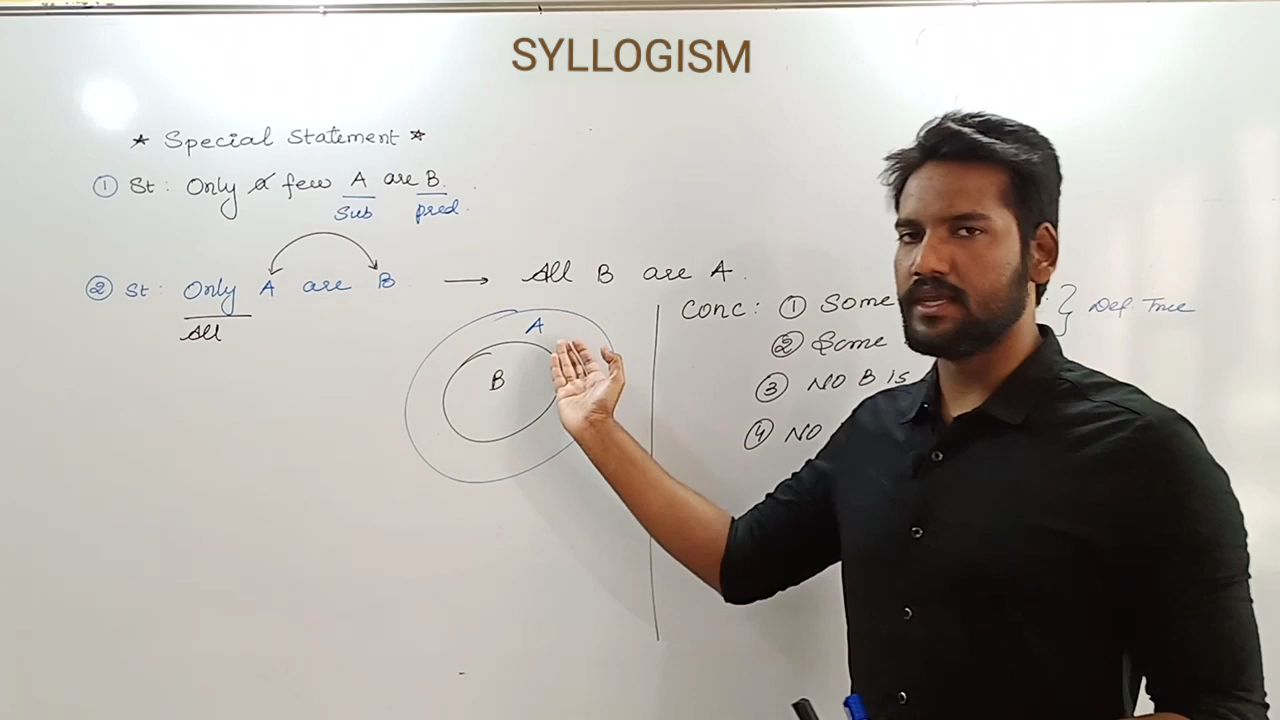 SYLLOGISM
★ Special Statement ★
① St: Only a few A are B.
Sub pred.
② St: Only A are B. → All B are A.
All
A
B
Conc: ① Some } Def True
② Some
③ NO B is
④ NO